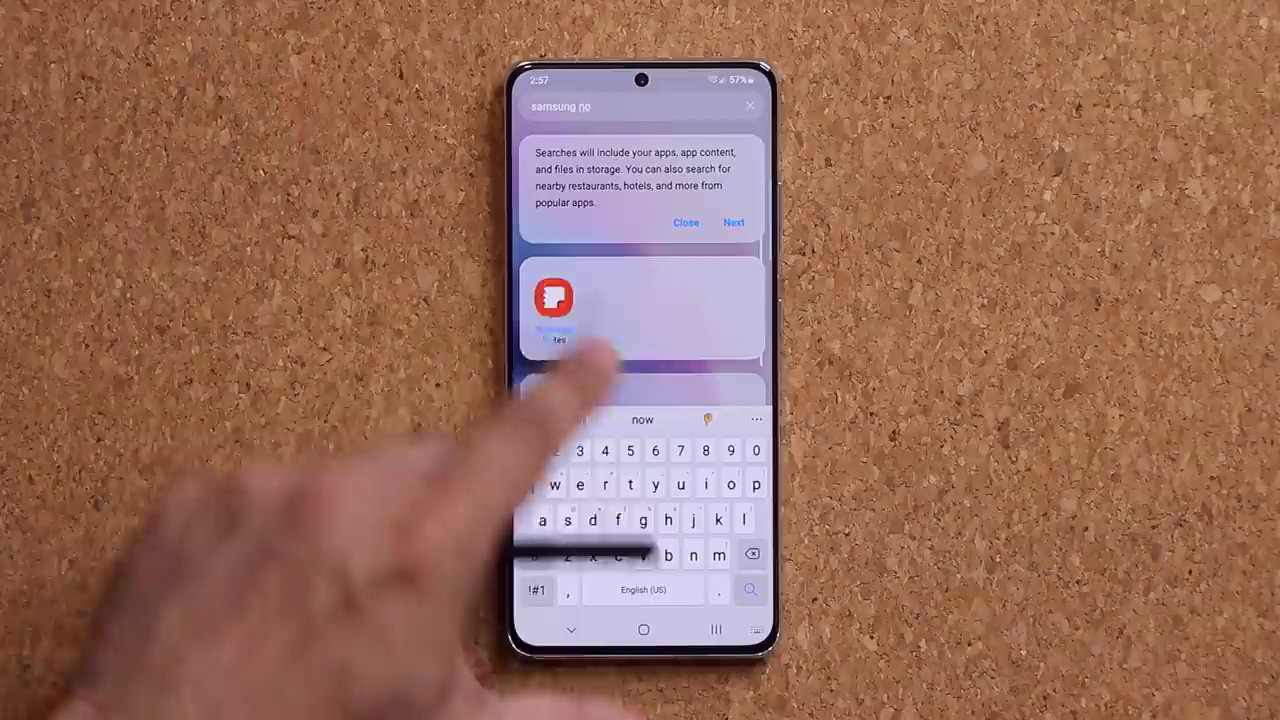 2:57
57%
samsung no
Searches will include your apps, app content,
and files in storage. You can also search for
nearby restaurants, hotels, and more from
popular apps.
Close Next
now
2 3 4 5 6 7 8 9 0
w e r t y u i o p
a s d f g h j k l
z x c v b n m
!#1 , English (US) .